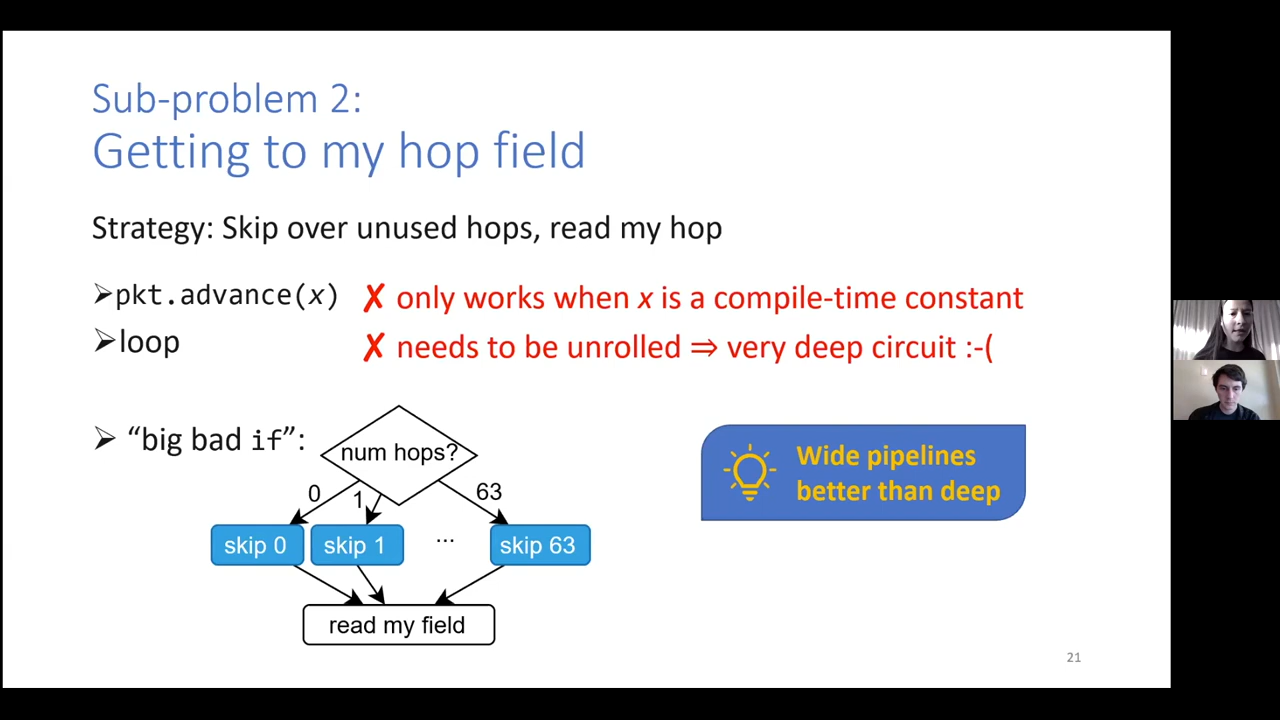 Sub-problem 2:
Getting to my hop field
Strategy: Skip over unused hops, read my hop
➢pkt.advance(x) ✗ only works when x is a compile-time constant
➢loop ✗ needs to be unrolled ⇒ very deep circuit :-(
➢ “big bad if”:
num hops?
0 1 63
skip 0 skip 1 ... skip 63
read my field
Wide pipelines
better than deep
21